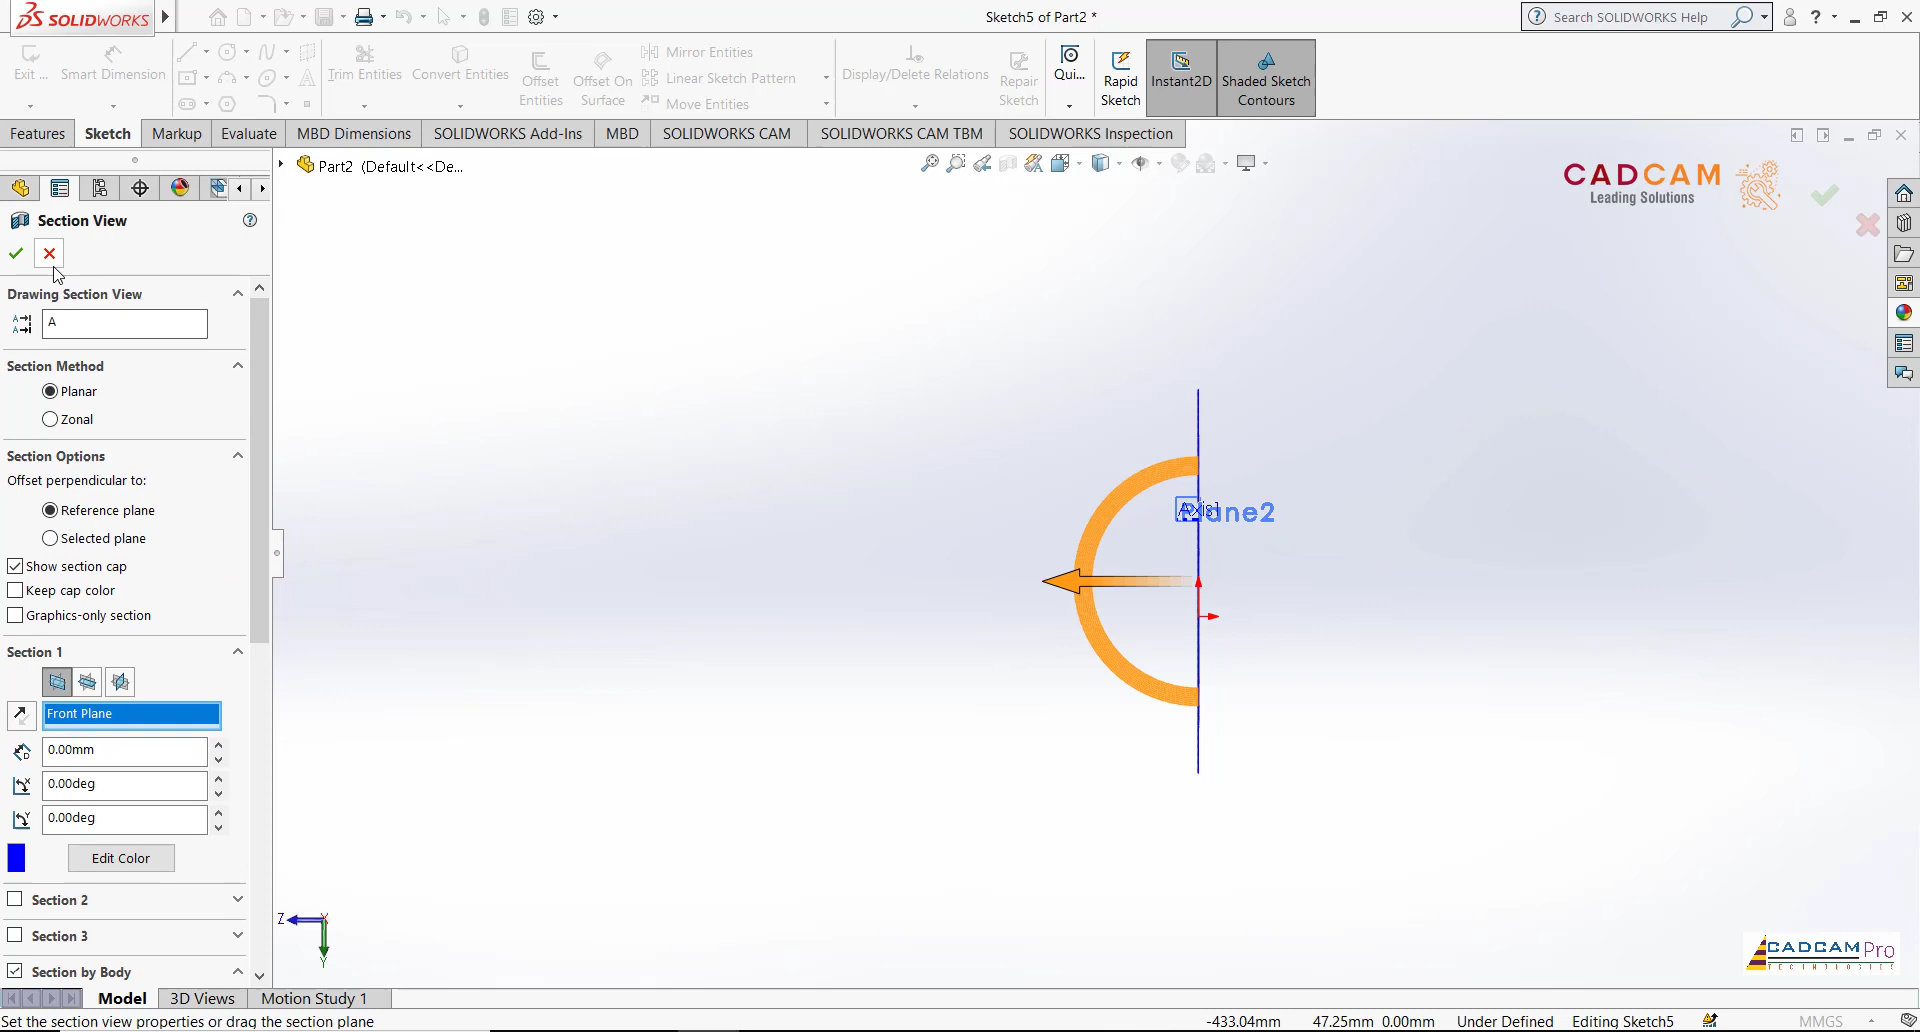 SOLIDWORKS
Sketch5 of Part2 *
Search SOLIDWORKS Help
Exit ...
Smart Dimension
Trim Entities
Convert Entities
Offset Entities
Offset On Surface
Mirror Entities
Linear Sketch Pattern
Move Entities
Display/Delete Relations
Repair Sketch
Qui...
Rapid Sketch
Instant2D
Shaded Sketch Contours
Features
Sketch
Markup
Evaluate
MBD Dimensions
SOLIDWORKS Add-Ins
MBD
SOLIDWORKS CAM
SOLIDWORKS CAM TBM
SOLIDWORKS Inspection
Part2 (Default<<De...
CADCAM
Leading Solutions
Section View
Drawing Section View
A
Section Method
Planar
Zonal
Section Options
Offset perpendicular to:
Reference plane
Selected plane
Show section cap
Keep cap color
Graphics-only section
Section 1
Front Plane
0.00mm
0.00deg
0.00deg
Edit Color
Section 2
Section 3
Section by Body
Axis1
Plane2
Z
X
Y
CADCAM Pro
TECHNOLOGIES
Model
3D Views
Motion Study 1
Set the section view properties or drag the section plane
-433.04mm
47.25mm 0.00mm
Under Defined
Editing Sketch5
MMGS